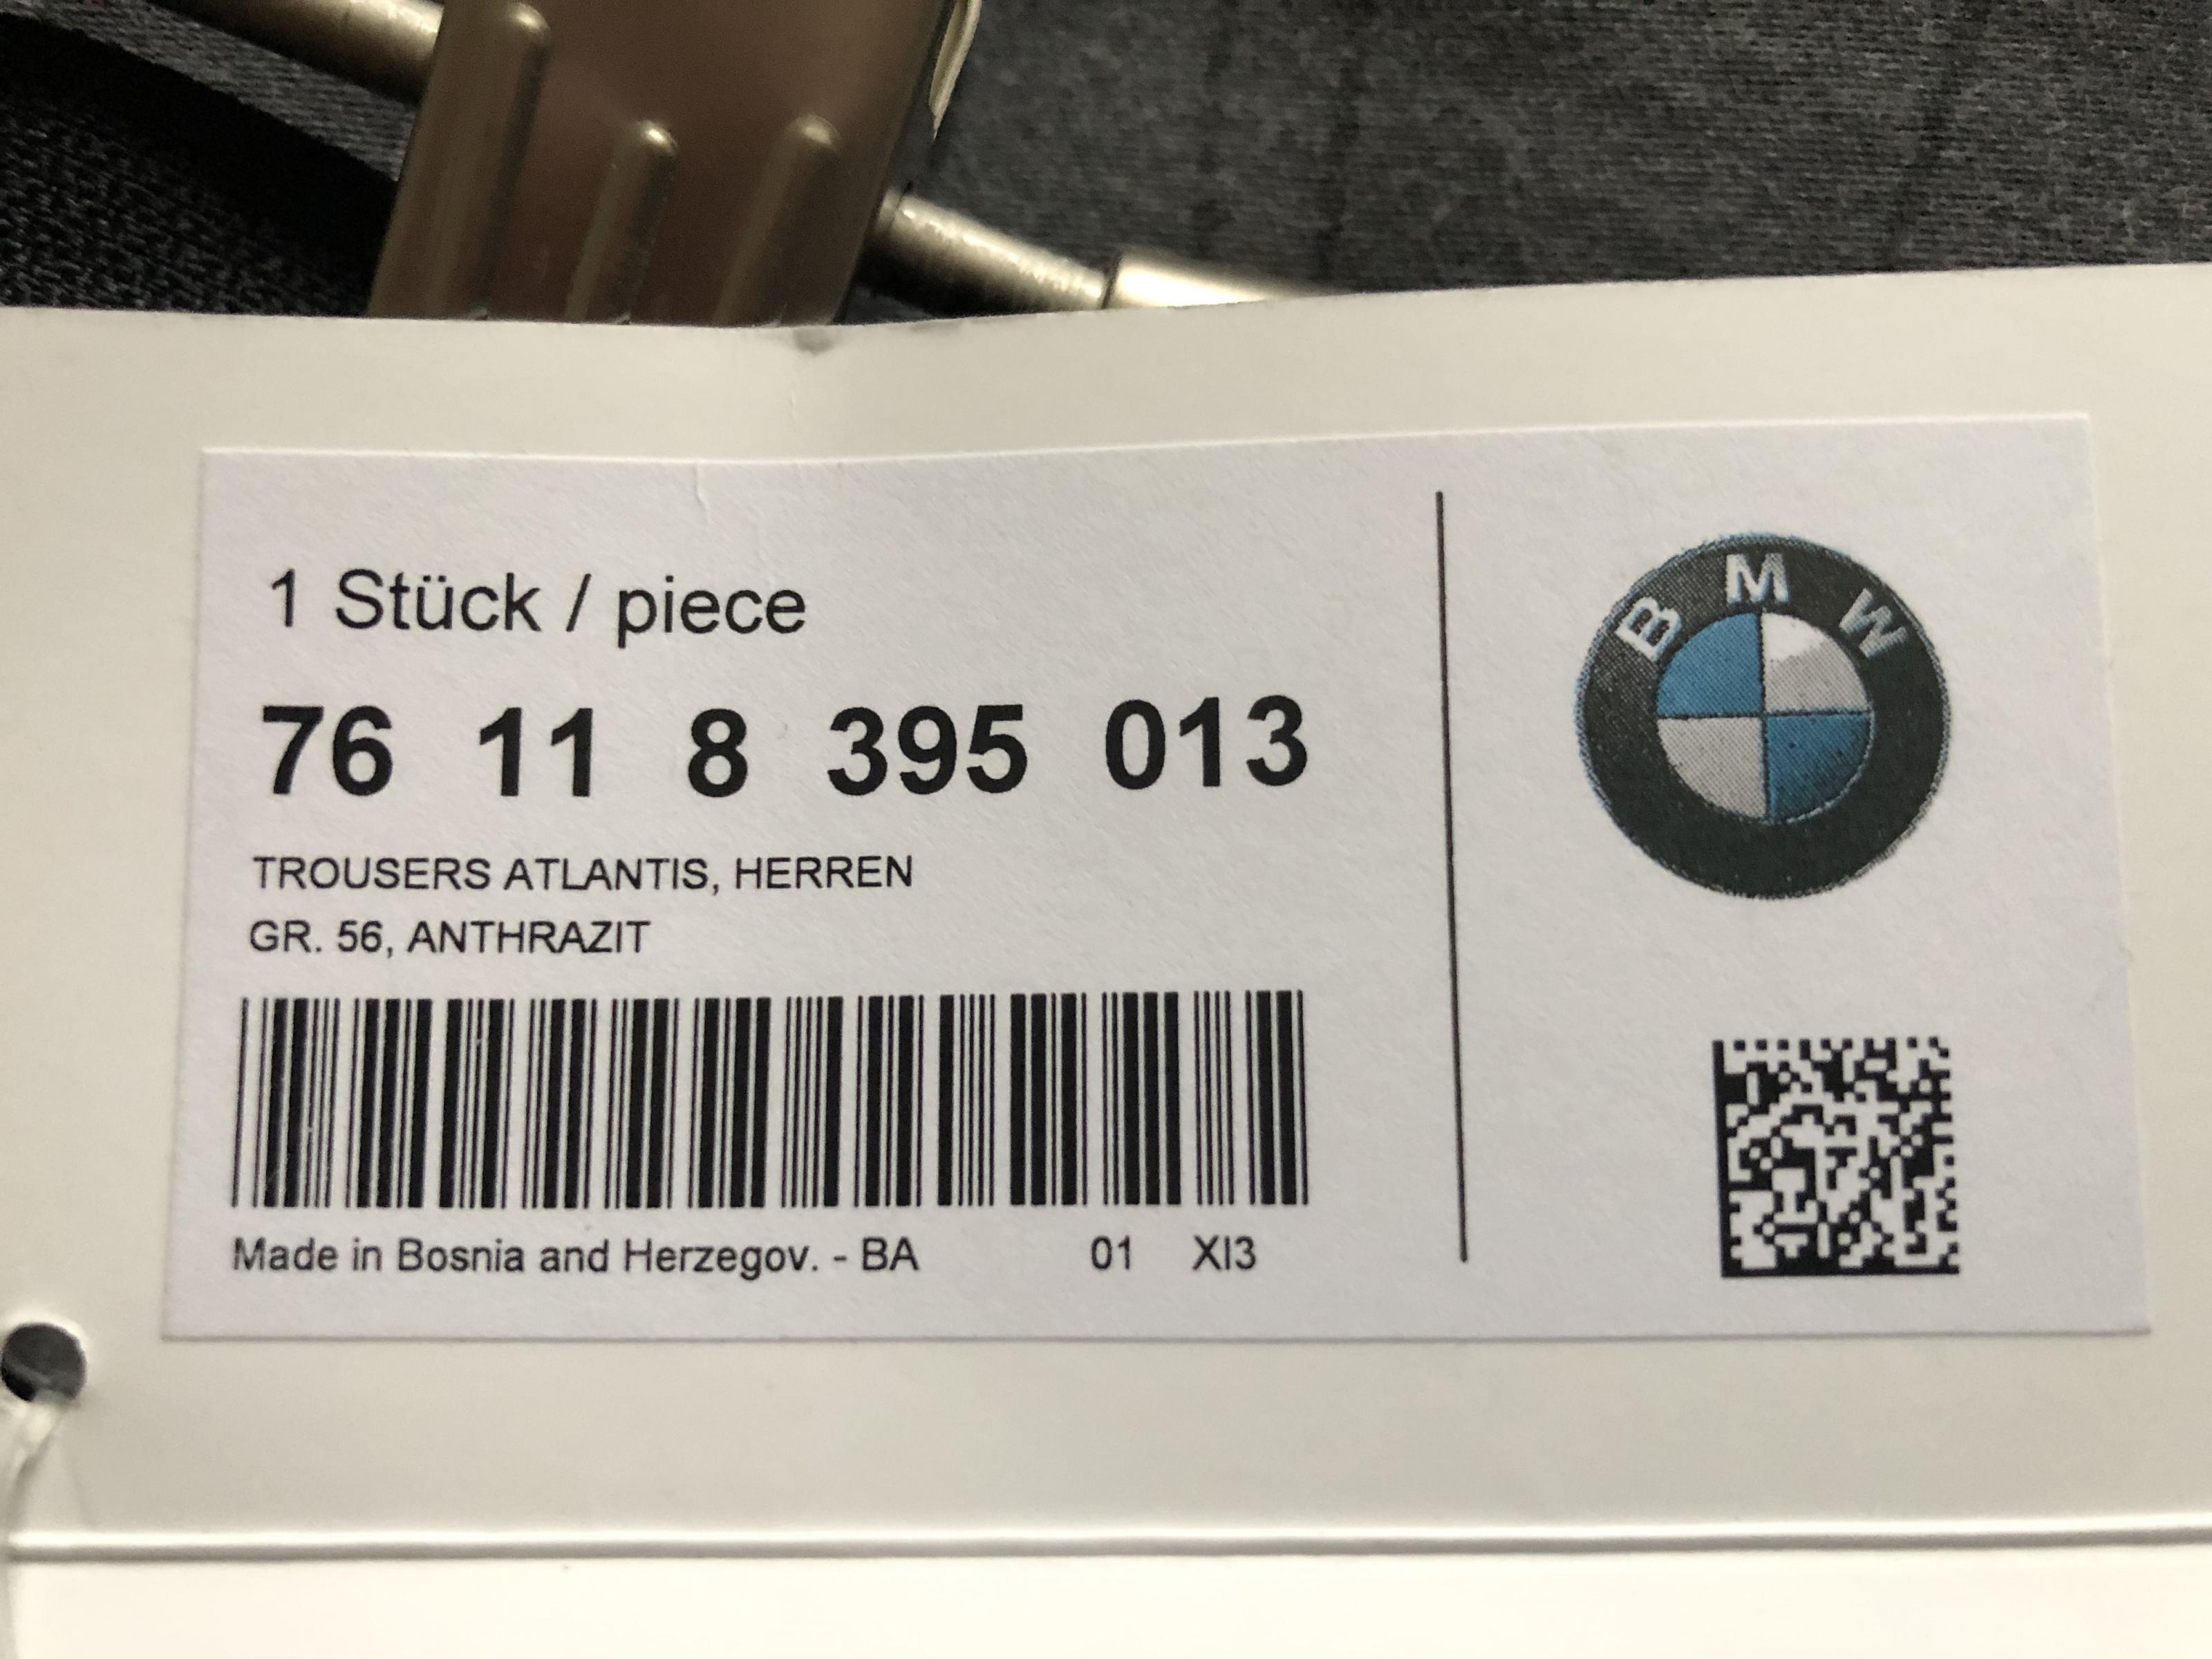 1 Stück / piece
76 11 8 395 013
TROUSERS ATLANTIS, HERREN
GR. 56, ANTHRAZIT
Made in Bosnia and Herzegov. - BA 01 XI3
BMW